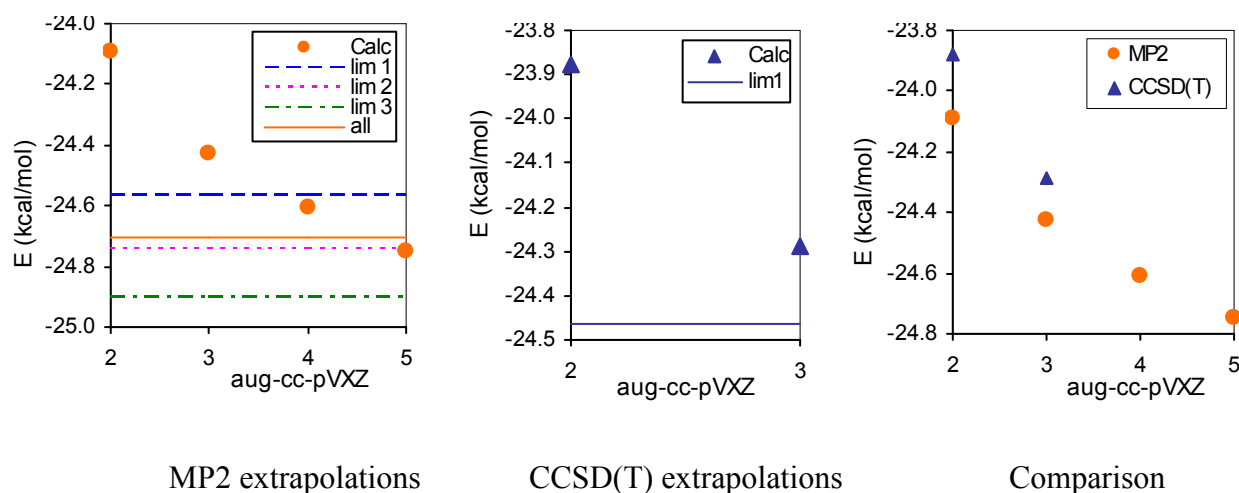 -24.0
-24.2
-24.4
-24.6
-24.8
-25.0
E (kcal/mol)
2 3 4 5
aug-cc-pVXZ
Calc
lim 1
lim 2
lim 3
all
MP2 extrapolations
-23.8
-23.9
-24.0
-24.1
-24.2
-24.3
-24.4
-24.5
E (kcal/mol)
2 3
aug-cc-pVXZ
Calc
lim1
CCSD(T) extrapolations
-23.8
-24.0
-24.2
-24.4
-24.6
-24.8
E (kcal/mol)
2 3 4 5
aug-cc-pVXZ
MP2
CCSD(T)
Comparison